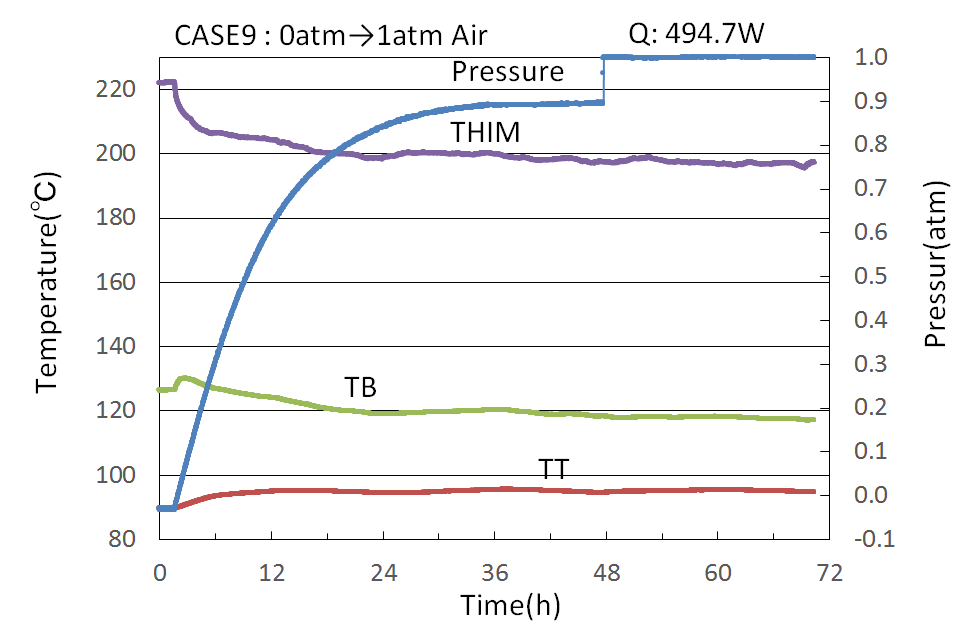 CASE9 : 0atm→1atm Air
Q: 494.7W
Pressure
THIM
TB
TT
Temperature(°C)
220
200
180
160
140
120
100
80
Pressur(atm)
1.0
0.9
0.8
0.7
0.6
0.5
0.4
0.3
0.2
0.1
0.0
-0.1
0 12 24 36 48 60 72
Time(h)